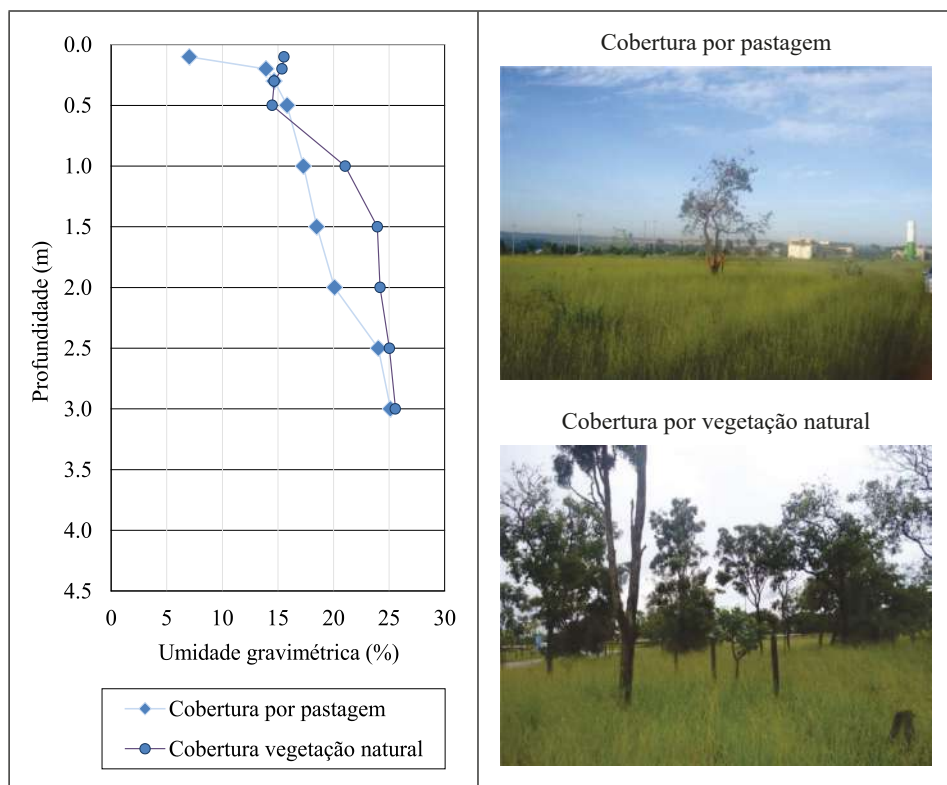 0.0
0.5
1.0
1.5
2.0
2.5
3.0
3.5
4.0
4.5
Profundidade (m)
0 5 10 15 20 25 30
Umidade gravimétrica (%)
Cobertura por pastagem
Cobertura vegetação natural
Cobertura por pastagem
Cobertura por vegetação natural